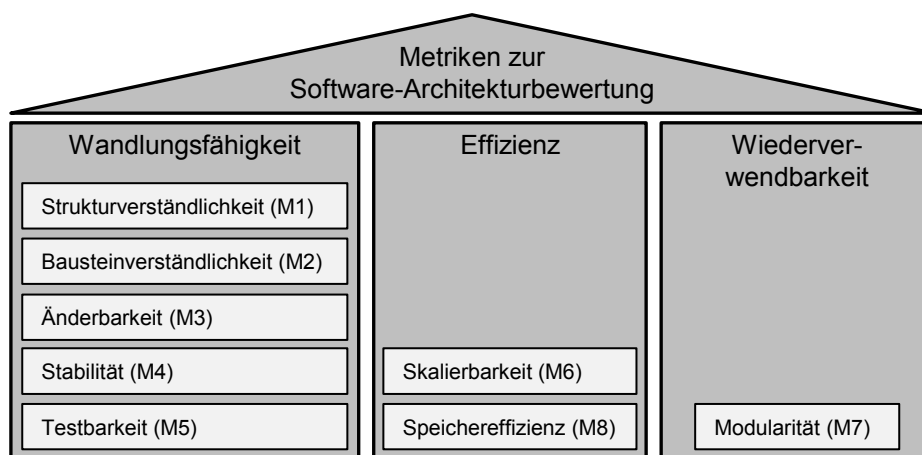 Metriken zur
Software-Architekturbewertung
Wandlungsfähigkeit
Strukturverständlichkeit (M1)
Bausteinverständlichkeit (M2)
Änderbarkeit (M3)
Stabilität (M4)
Testbarkeit (M5)
Effizienz
Skalierbarkeit (M6)
Speichereffizienz (M8)
Wiederver-
wendbarkeit
Modularität (M7)